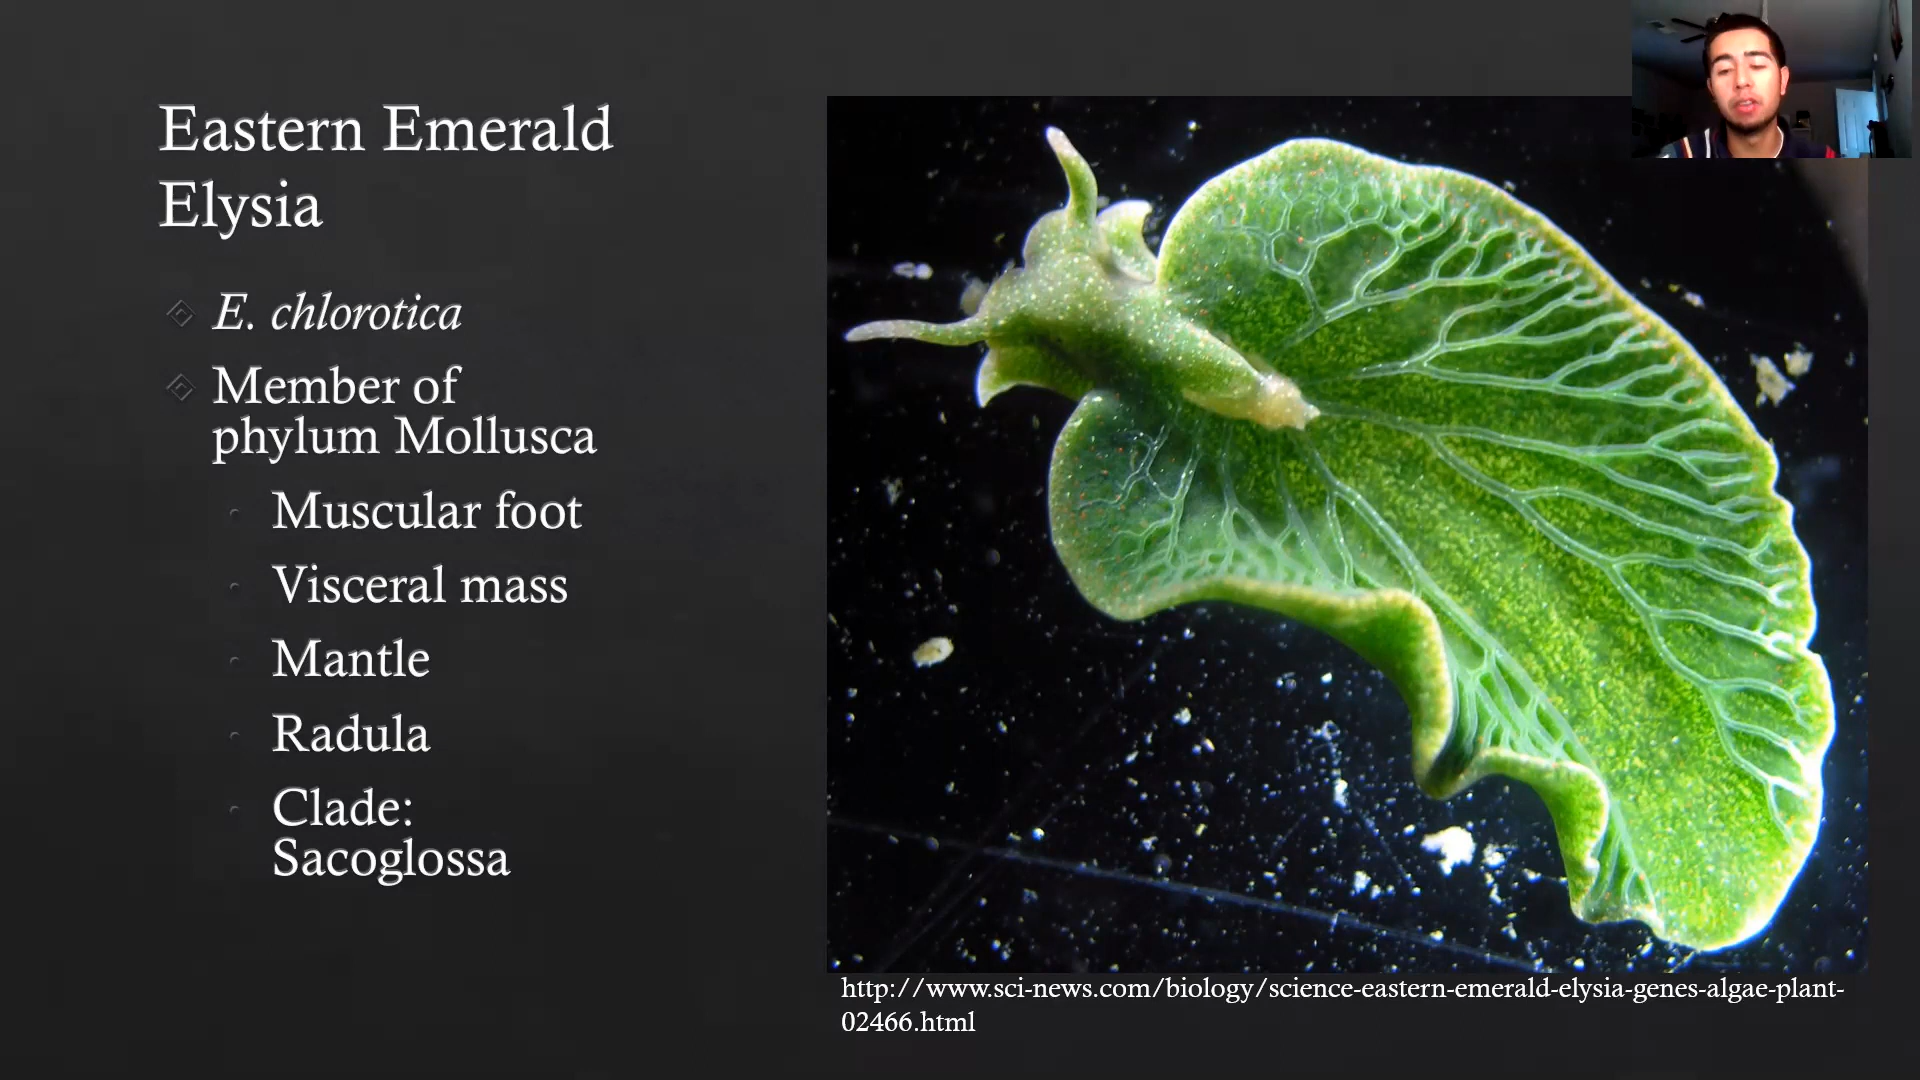 Eastern Emerald
Elysia
E. chlorotica
Member of
phylum Mollusca
Muscular foot
Visceral mass
Mantle
Radula
Clade:
Sacoglossa
http://www.sci-news.com/biology/science-eastern-emerald-elysia-genes-algae-plant-
02466.html